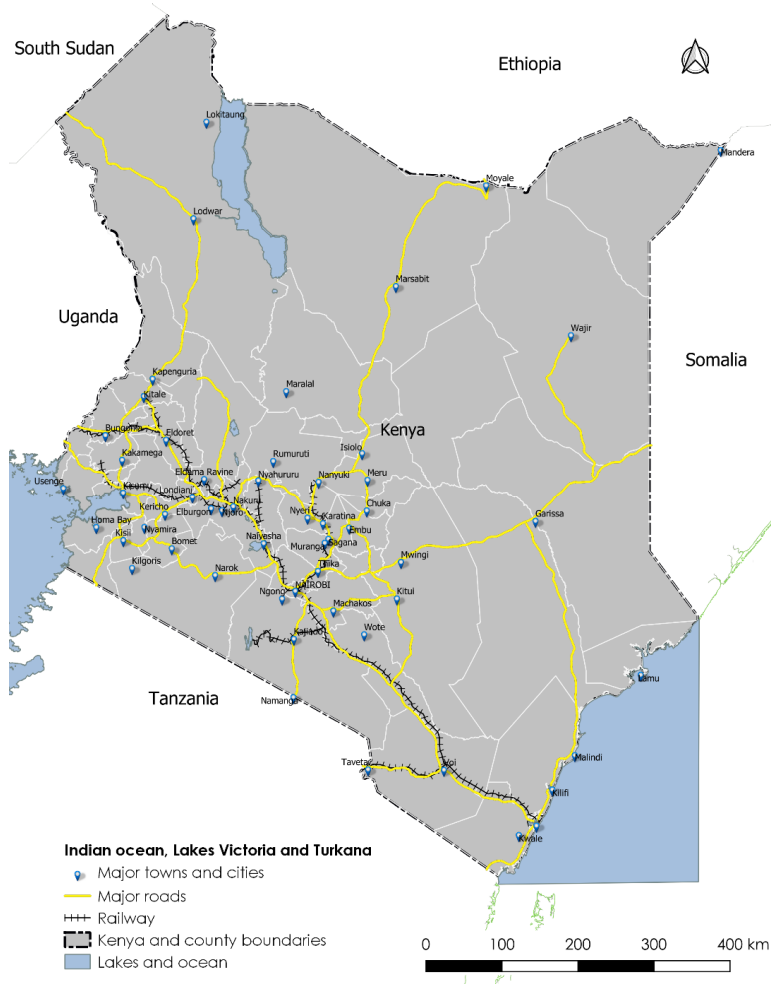 South Sudan
Ethiopia
Lokitaung
Mandera
Moyale
Lodwar
Marsabit
Uganda
Wajir
Somalia
Kapenguria
Maralal
Kitale
Kenya
Bungoma
Eldoret
Kakamega
Isiolo
Rumuruti
Eldama Ravine
Nyahururu
Nanyuki
Meru
Usenge
Kisumu
Londiani
Nakuru
Chuka
Kericho
Elburgon
Njoro
Nyeri
Karatina
Garissa
Homa Bay
Nyamira
Embu
Kisii
Naivasha
Muranga
Sagana
Bomet
Mwingi
Kilgoris
Narok
Thika
NAIROBI
Ngong
Kitui
Machakos
Kajiado
Wote
Lamu
Tanzania
Namanga
Malindi
Taveta
Voi
Kilifi
Kwale
Indian ocean, Lakes Victoria and Turkana
Major towns and cities
Major roads
Railway
Kenya and county boundaries
Lakes and ocean
0 100 200 300 400 km